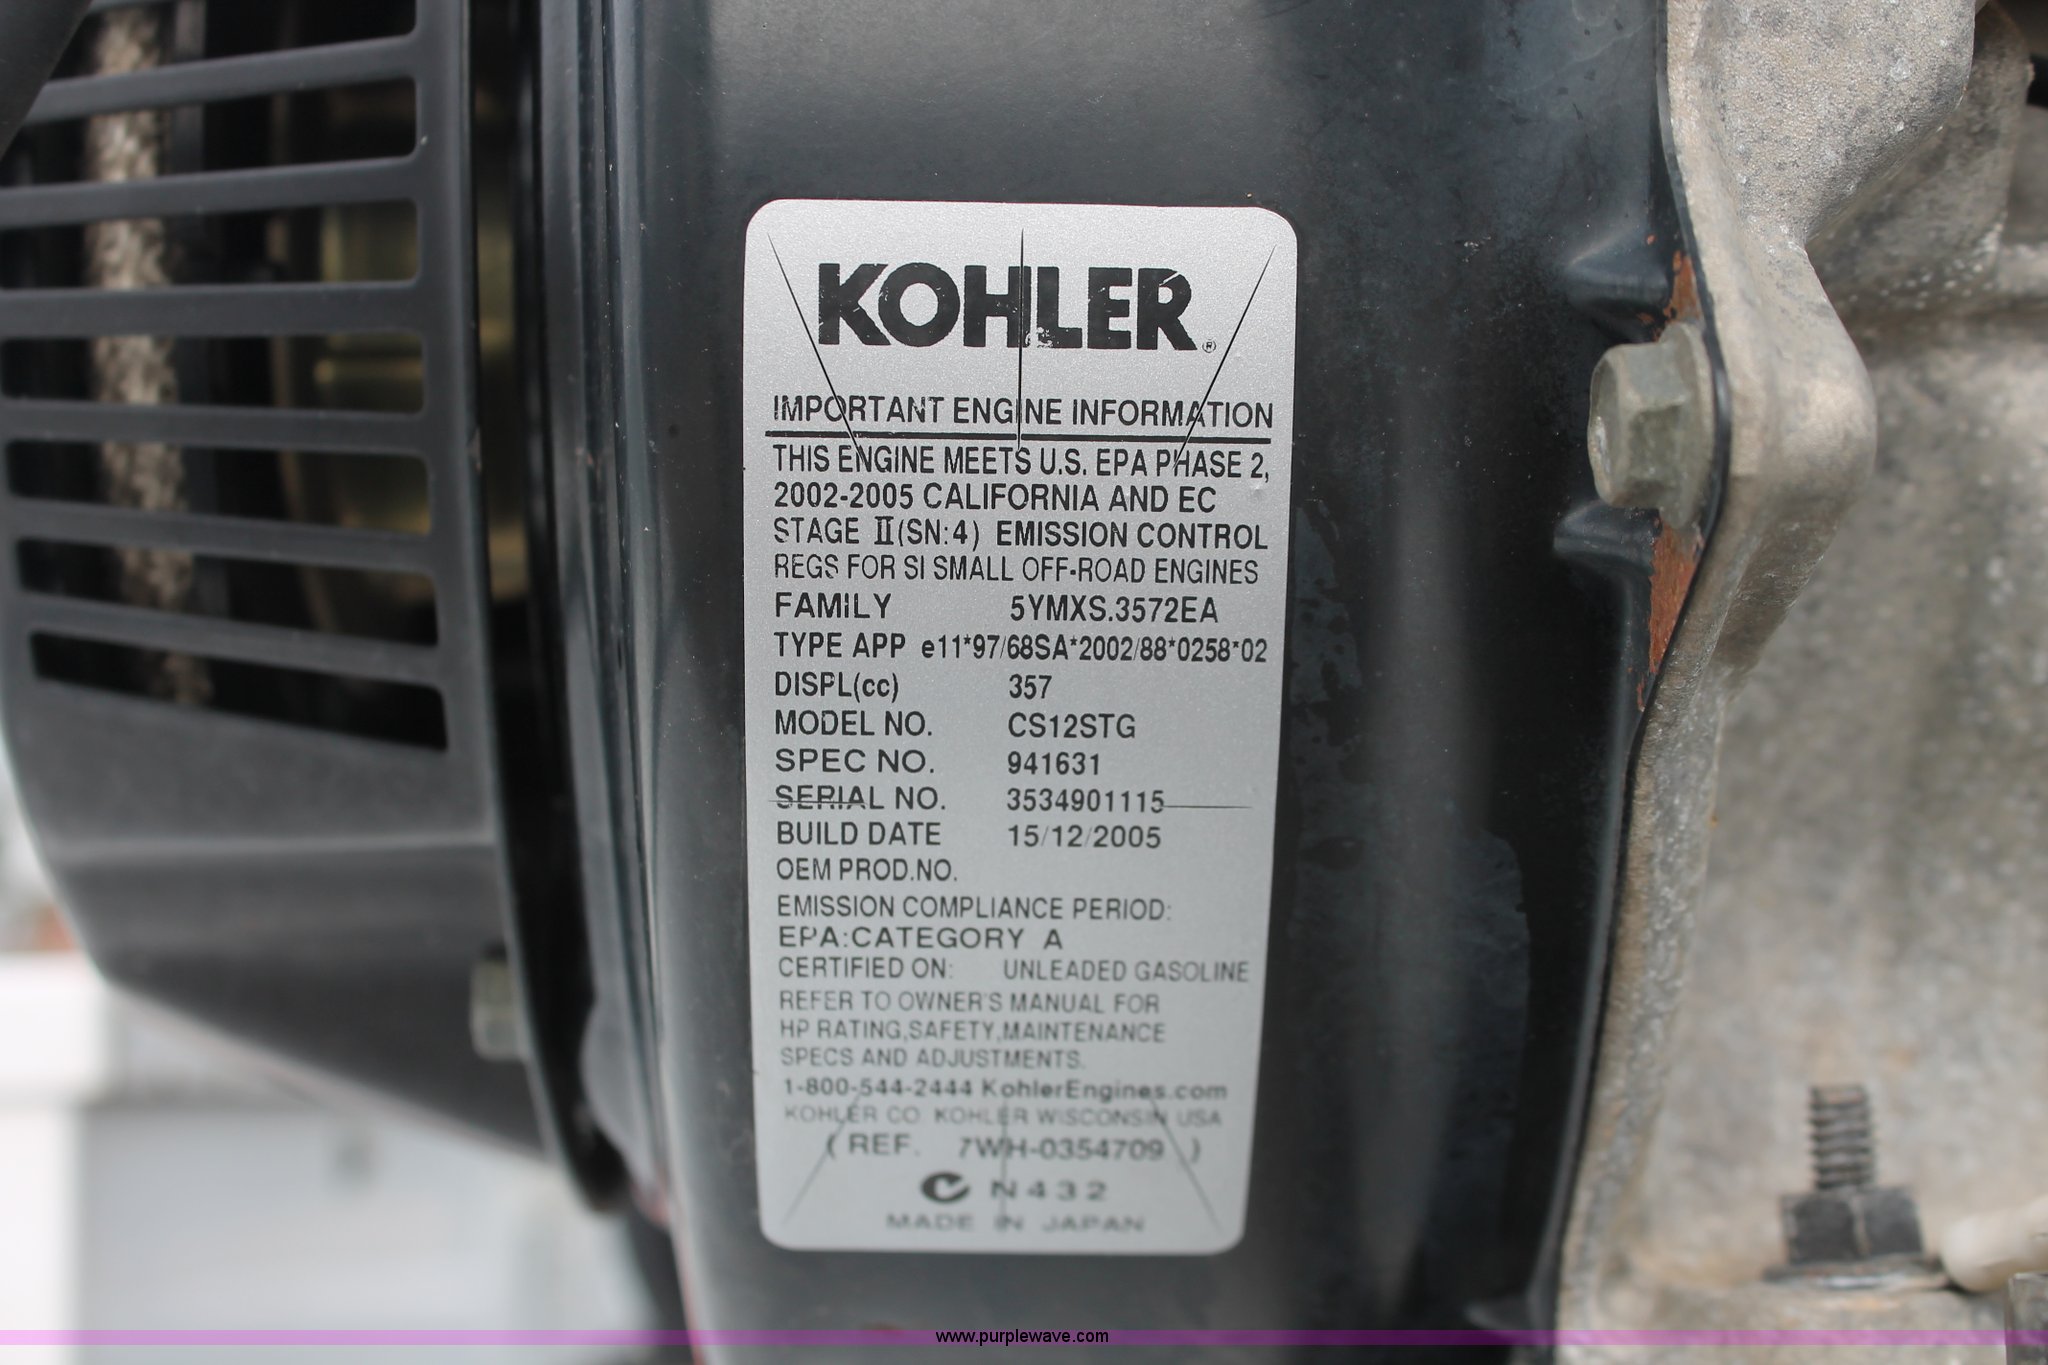 KOHLER®
IMPORTANT ENGINE INFORMATION
THIS ENGINE MEETS U.S. EPA PHASE 2,
2002-2005 CALIFORNIA AND EC
STAGE II(SN:4) EMISSION CONTROL
REGS FOR SI SMALL OFF-ROAD ENGINES
FAMILY 5YMXS.3572EA
TYPE APP e11*97/68SA*2002/88*0258*02
DISPL(cc) 357
MODEL NO. CS12STG
SPEC NO. 941631
SERIAL NO. 3534901115
BUILD DATE 15/12/2005
OEM PROD.NO.
EMISSION COMPLIANCE PERIOD:
EPA:CATEGORY A
CERTIFIED ON: UNLEADED GASOLINE
REFER TO OWNER'S MANUAL FOR
HP RATING,SAFETY,MAINTENANCE
SPECS AND ADJUSTMENTS.
1-800-544-2444 KohlerEngines.com
KOHLER CO KOHLER WISCONSIN USA
(REF. 7WH-0354709 )
N432
MADE IN JAPAN
www.purplewave.com